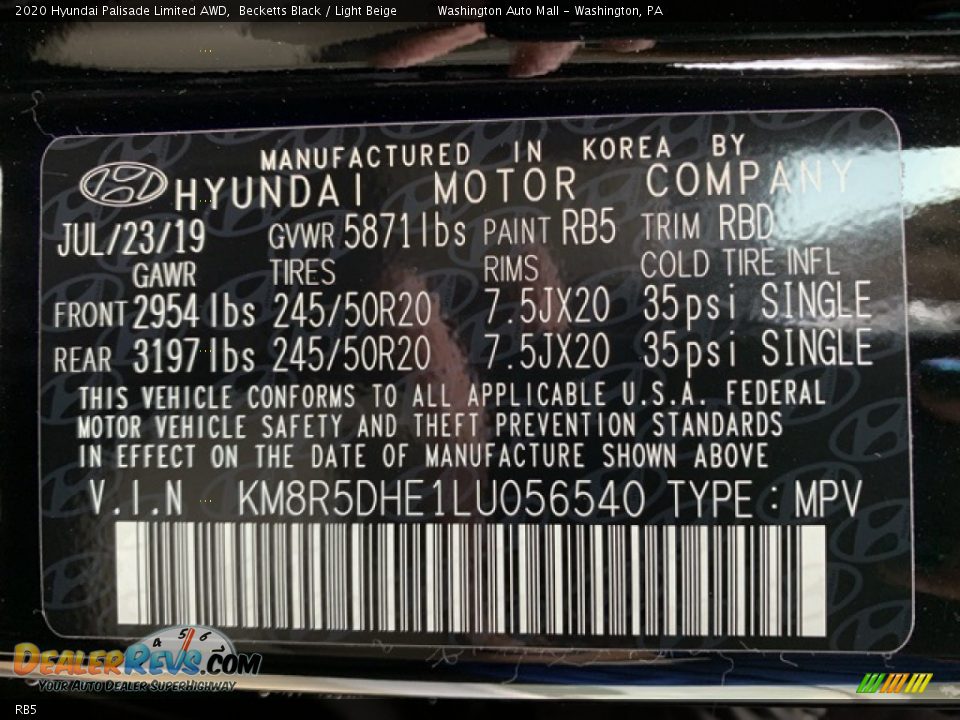 2020 Hyundai Palisade Limited AWD, Becketts Black / Light Beige Washington Auto Mall - Washington, PA
MANUFACTURED IN KOREA BY
HYUNDAI MOTOR COMPANY
JUL/23/19 GVWR 5871lbs PAINT RB5 TRIM RBD
GAWR TIRES RIMS COLD TIRE INFL
FRONT 2954lbs 245/50R20 7.5JX20 35psi SINGLE
REAR 3197lbs 245/50R20 7.5JX20 35psi SINGLE
THIS VEHICLE CONFORMS TO ALL APPLICABLE U.S.A. FEDERAL
MOTOR VEHICLE SAFETY AND THEFT PREVENTION STANDARDS
IN EFFECT ON THE DATE OF MANUFACTURE SHOWN ABOVE
V.I.N KM8R5DHE1LU056540 TYPE : MPV
4 5 6
DEALERREVS.COM
YOUR AUTO DEALER SUPERHIGHWAY
RB5